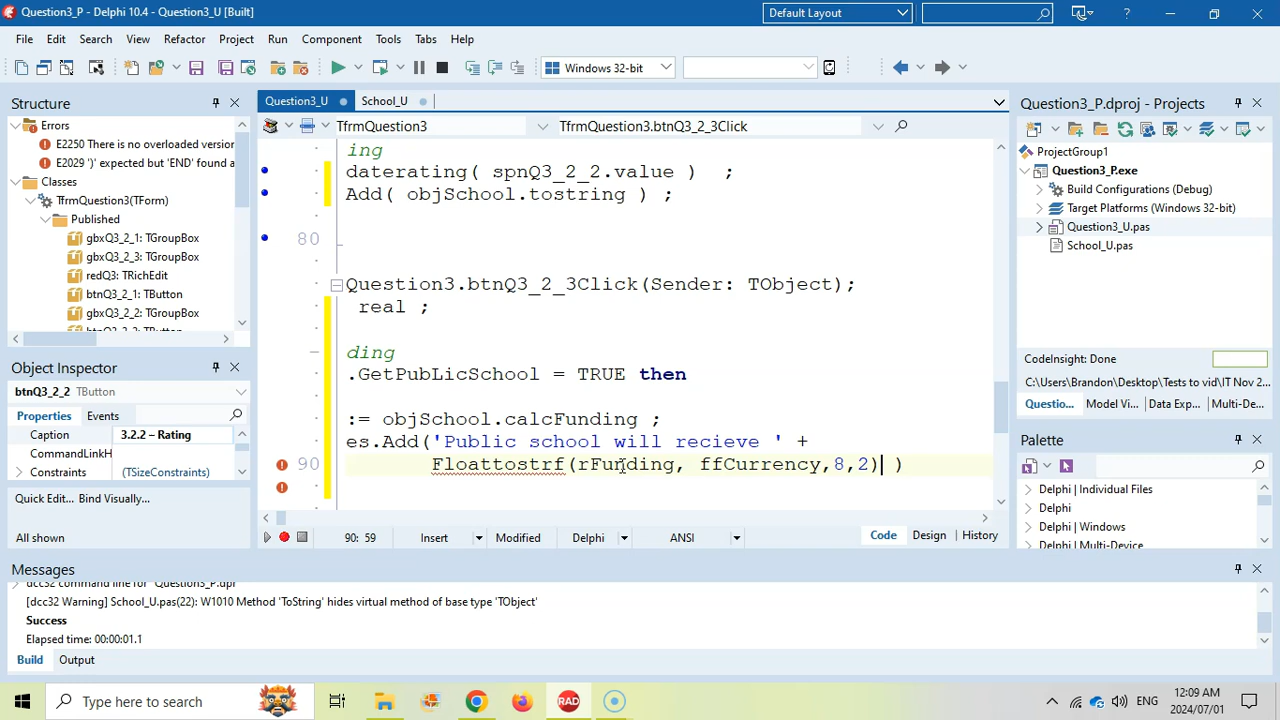 Question3_P - Delphi 10.4 - Question3_U [Built]
Default Layout
File Edit Search View Refactor Project Run Component Tools Tabs Help
Windows 32-bit
Structure
Question3_U
School_U
Question3_P.dproj - Projects
TfrmQuestion3
TfrmQuestion3.btnQ3_2_3Click
Errors
E2250 There is no overloaded version
E2029 ')' expected but 'END' found a
Classes
TfrmQuestion3(TForm)
Published
gbxQ3_2_1: TGroupBox
gbxQ3_2_3: TGroupBox
redQ3: TRichEdit
btnQ3_2_1: TButton
gbxQ3_2_2: TGroupBox
ing
daterating( spnQ3_2_2.value ) ;
Add( objSchool.tostring ) ;
80
Question3.btnQ3_2_3Click(Sender: TObject);
real ;
ding
.GetPubLicSchool = TRUE then
:= objSchool.calcFunding ;
es.Add('Public school will recieve ' +
90 Floattostrf(rFunding, ffCurrency,8,2) )
ProjectGroup1
Question3_P.exe
Build Configurations (Debug)
Target Platforms (Windows 32-bit)
Question3_U.pas
School_U.pas
CodeInsight: Done
C:\Users\Brandon\Desktop\Tests to vid\IT Nov 2
Questio... Model Vi... Data Exp... Multi-De...
Object Inspector
btnQ3_2_2 TButton
Properties Events
Caption 3.2.2 – Rating
CommandLinkH
Constraints (TSizeConstraints)
All shown
Palette
Delphi | Individual Files
Delphi
Delphi | Windows
Delphi | Multi-Device
90: 59 Insert Modified Delphi ANSI Code Design History
Messages
dcc32 command line for "Question3_P.dpr"
[dcc32 Warning] School_U.pas(22): W1010 Method 'ToString' hides virtual method of base type 'TObject'
Success
Elapsed time: 00:00:01.1
Build Output
Type here to search
RAD
ENG
12:09 AM
2024/07/01